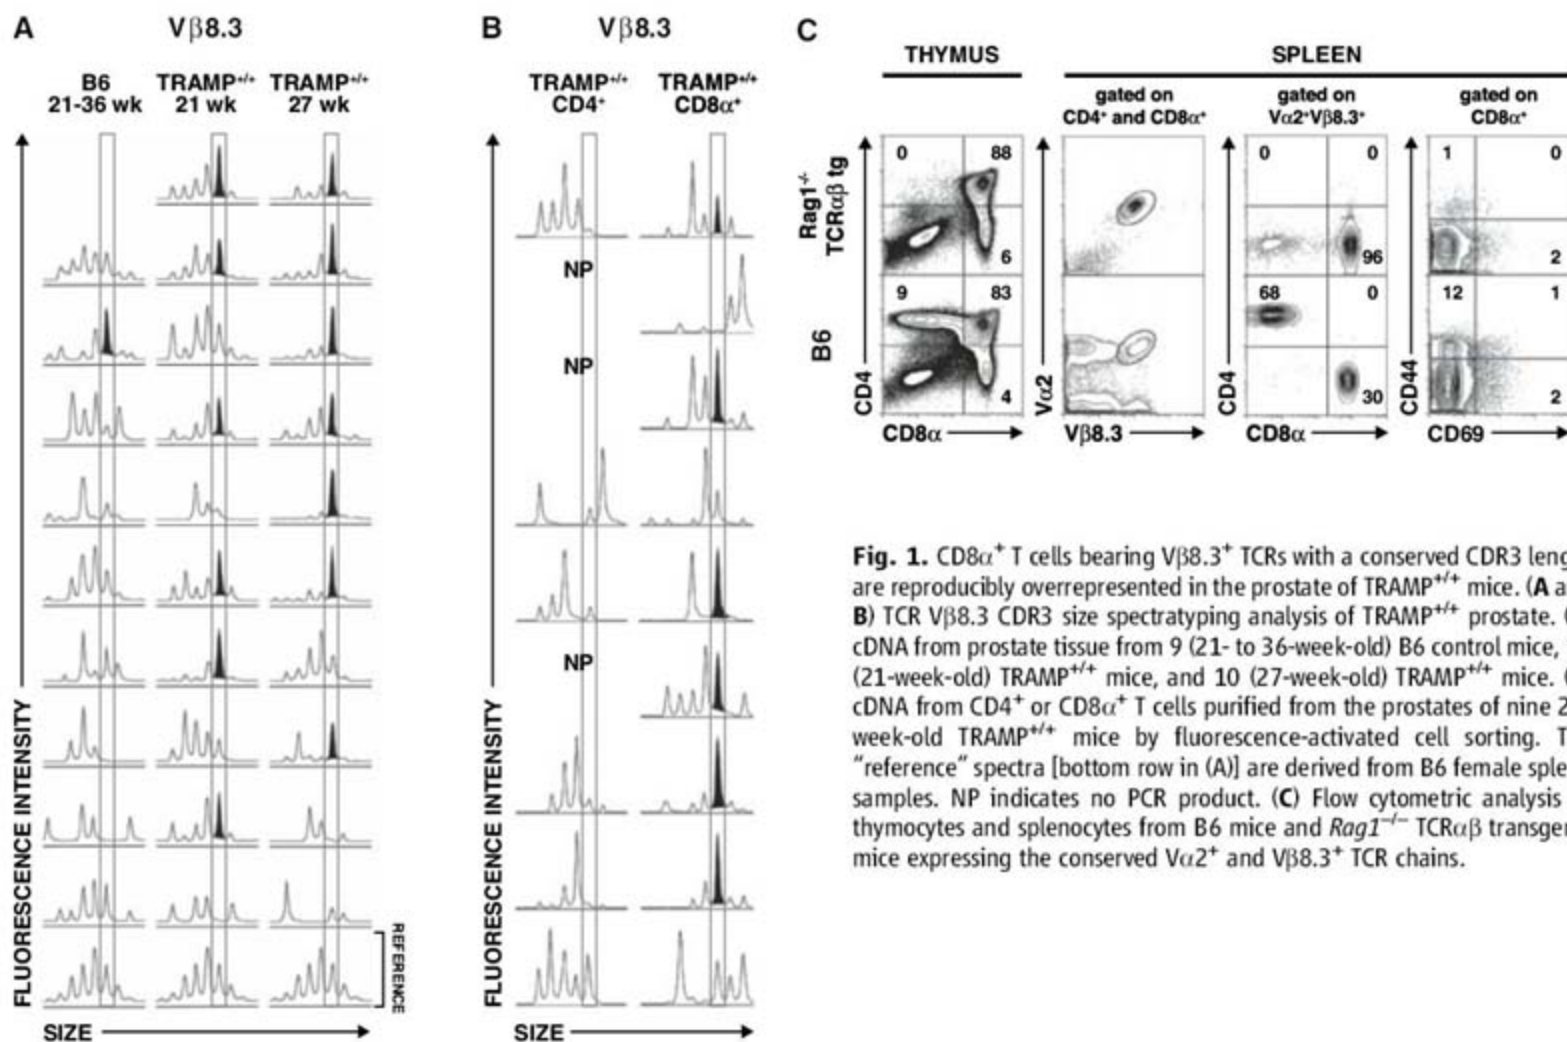 A
Vβ8.3
B6
21-36 wk
TRAMP+/+
21 wk
TRAMP+/+
27 wk
FLUORESCENCE INTENSITY
REFERENCE
SIZE
B
Vβ8.3
TRAMP+/+
CD4+
TRAMP+/+
CD8α+
NP
NP
NP
FLUORESCENCE INTENSITY
SIZE
C
THYMUS
SPLEEN
gated on
CD4+ and CD8α+
gated on
Vα2+Vβ8.3+
gated on
CD8α+
Rag1-/-
TCRαβ tg
0 88
6
0 0
96
1 0
2
B6
9 83
4
68 0
30
12 1
2
CD4
CD8α
Vα2
Vβ8.3
CD4
CD8α
CD44
CD69
Fig. 1. CD8α+ T cells bearing Vβ8.3+ TCRs with a conserved CDR3 leng
are reproducibly overrepresented in the prostate of TRAMP+/+ mice. (A a
B) TCR Vβ8.3 CDR3 size spectratyping analysis of TRAMP+/+ prostate. (
cDNA from prostate tissue from 9 (21- to 36-week-old) B6 control mice,
(21-week-old) TRAMP+/+ mice, and 10 (27-week-old) TRAMP+/+ mice. (
cDNA from CD4+ or CD8α+ T cells purified from the prostates of nine 2
week-old TRAMP+/+ mice by fluorescence-activated cell sorting. T
"reference" spectra [bottom row in (A)] are derived from B6 female sple
samples. NP indicates no PCR product. (C) Flow cytometric analysis
thymocytes and splenocytes from B6 mice and Rag1−/− TCRαβ transger
mice expressing the conserved Vα2+ and Vβ8.3+ TCR chains.